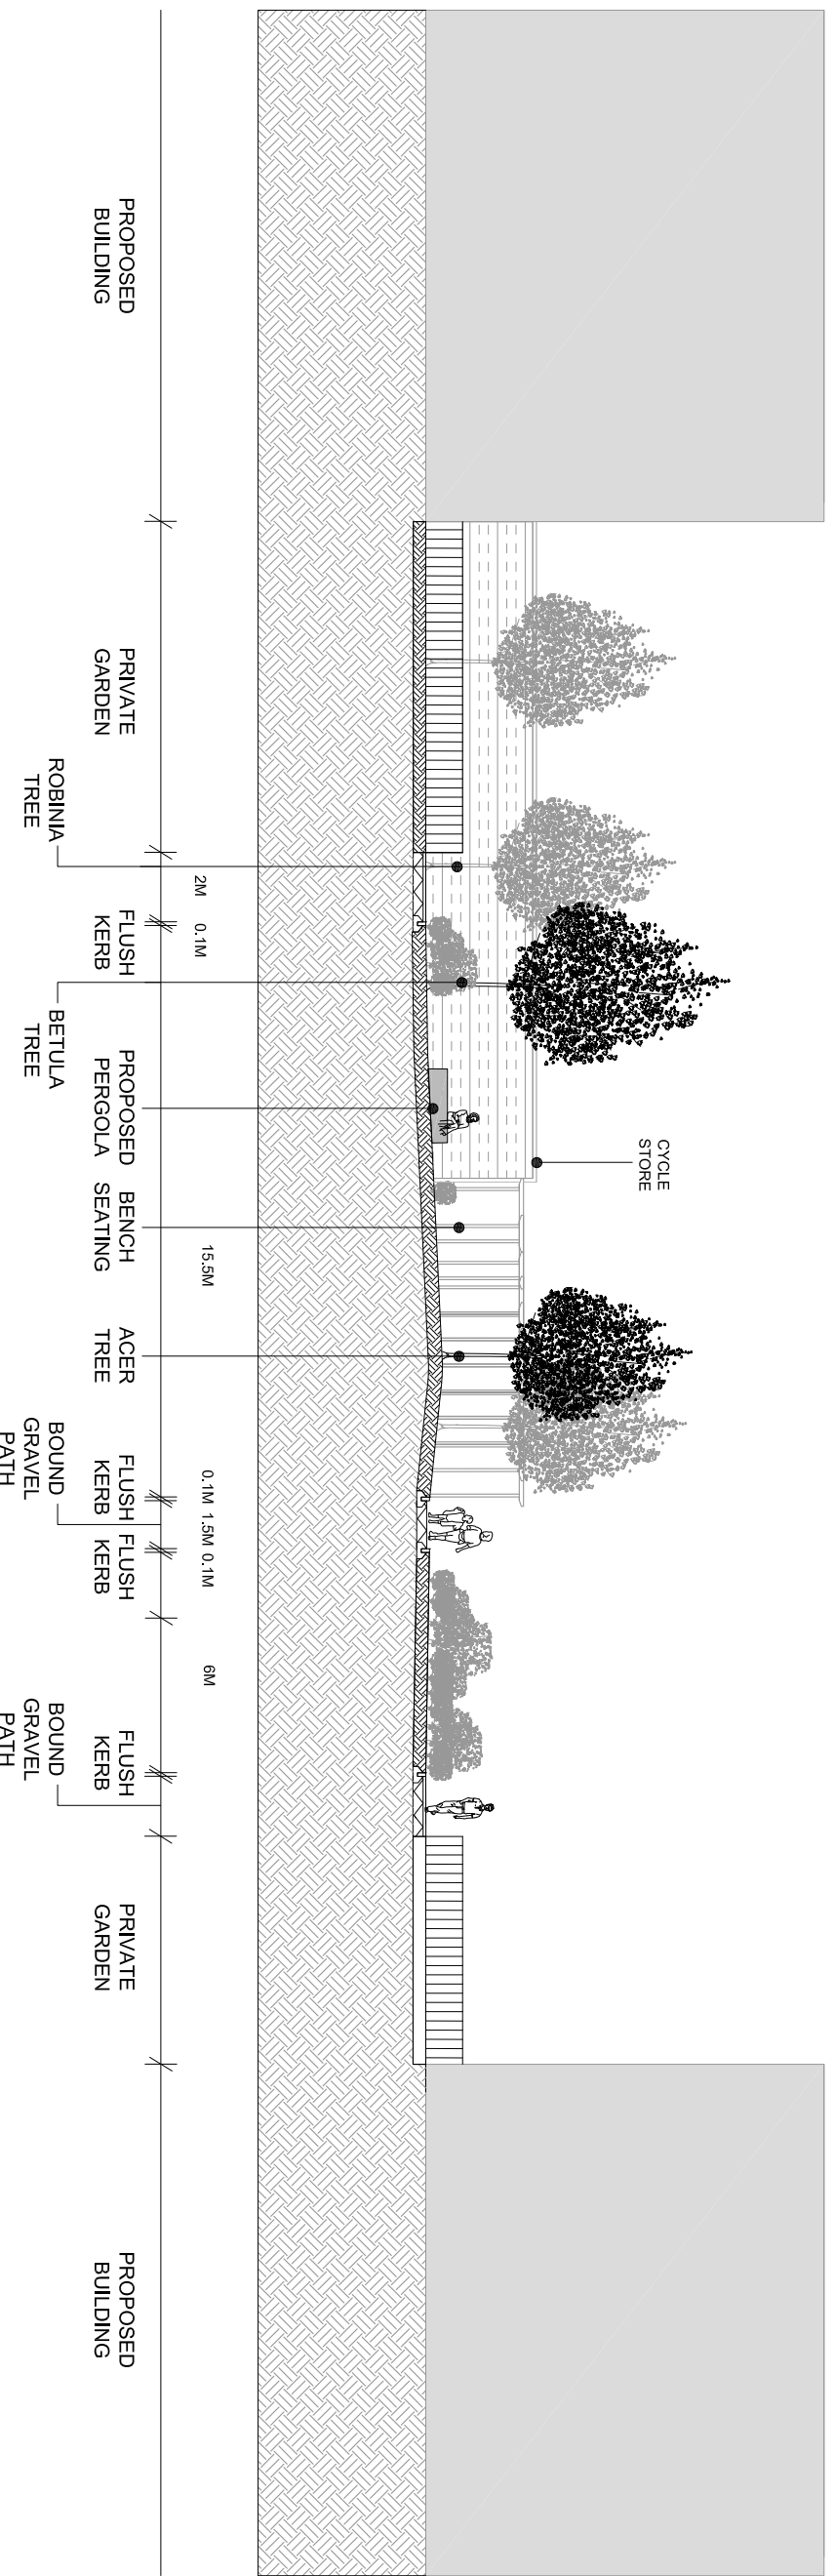 CYCLE
STORE
2M
0.1M
15.5M
0.1M
1.5M
0.1M
6M
PROPOSED
BUILDING
PRIVATE
GARDEN
ROBINIA
TREE
FLUSH
KERB
BETULA
TREE
PROPOSED
PERGOLA
BENCH
SEATING
ACER
TREE
FLUSH
KERB
BOUND
GRAVEL
PATH
FLUSH
KERB
FLUSH
KERB
BOUND
GRAVEL
PATH
PRIVATE
GARDEN
PROPOSED
BUILDING